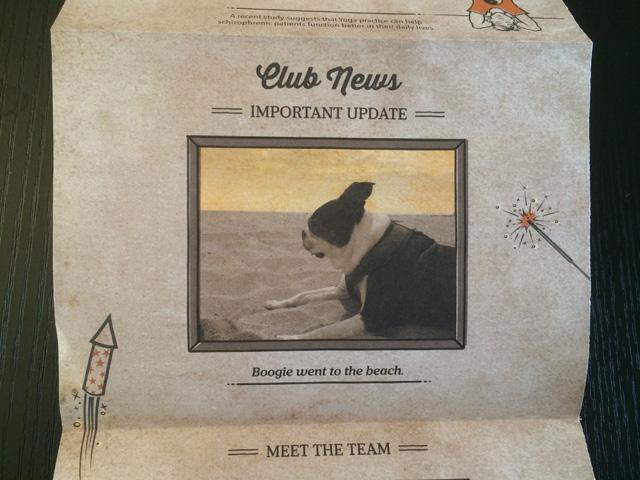 A recent study suggests that Yoga practice can help
schizophrenic patients function better in their daily lives.
Club News
IMPORTANT UPDATE
Boogie went to the beach.
MEET THE TEAM